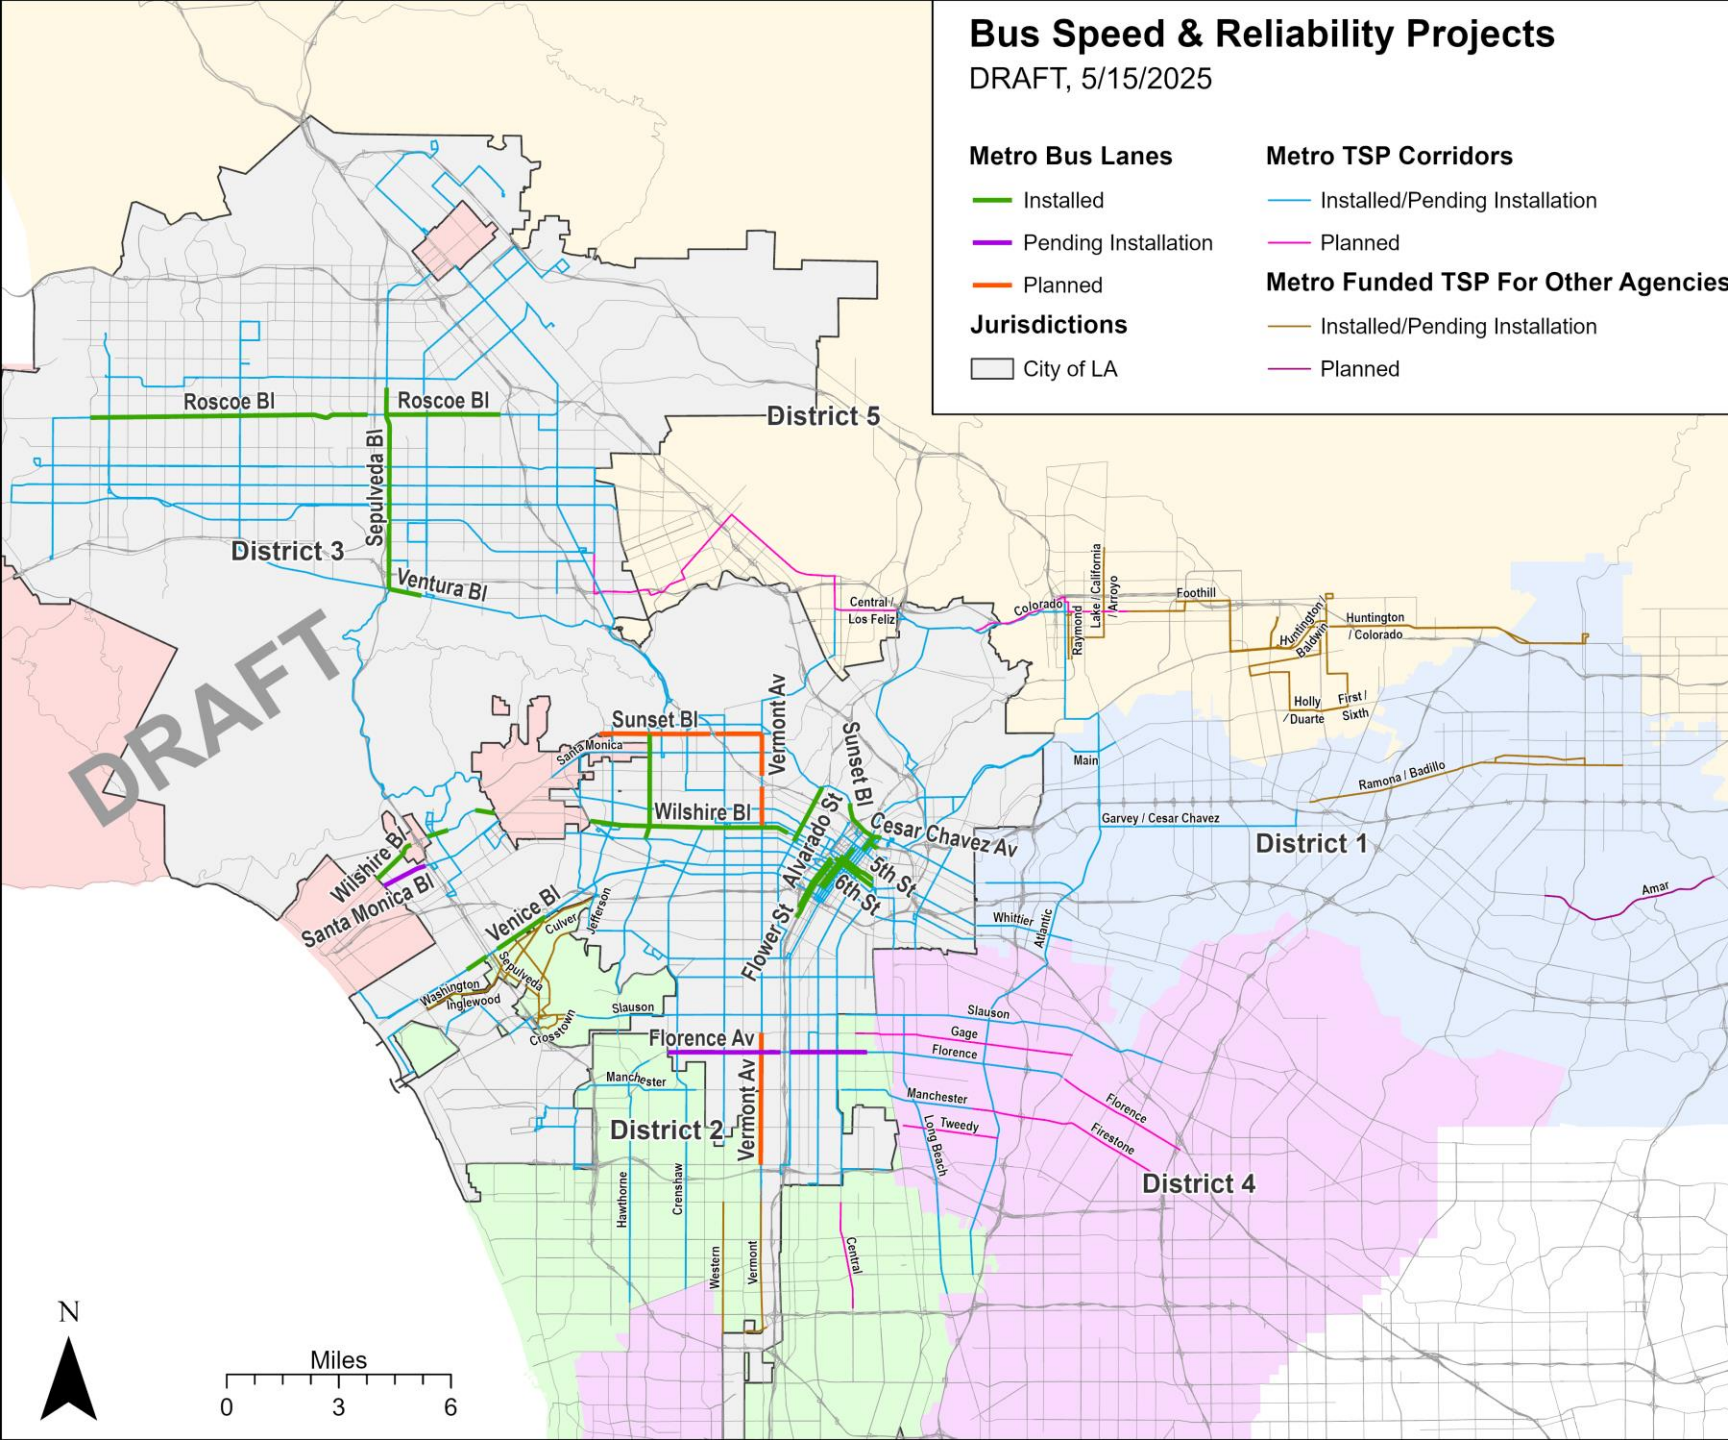 Bus Speed & Reliability Projects
DRAFT, 5/15/2025
Metro Bus Lanes
Installed
Pending Installation
Planned
Jurisdictions
City of LA
Metro TSP Corridors
Installed/Pending Installation
Planned
Metro Funded TSP For Other Agencies
Installed/Pending Installation
Planned
Roscoe Bl
Roscoe Bl
District 5
Sepulveda Bl
District 3
Ventura Bl
DRAFT
Central /
Los Feliz
Colorado
Raymond
Lake / California
/ Arroyo
Foothill
Huntington /
Baldwin
Huntington
/ Colorado
Holly
/ Duarte
First /
Sixth
Sunset Bl
Santa Monica
Vermont Av
Sunset Bl
Main
Ramona / Badillo
Wilshire Bl
Alvarado St
Cesar Chavez Av
Garvey / Cesar Chavez
District 1
Wilshire Bl
Santa Monica Bl
5th St
6th St
Amar
Venice Bl
Culver
Jefferson
Flower St
Whittier
Atlantic
Sepulveda
Washington
Inglewood
Crosstown
Slauson
Slauson
Florence Av
Gage
Florence
Manchester
Vermont Av
Manchester
Florence
Tweedy
Firestone
Long Beach
District 2
District 4
Hawthorne
Crenshaw
Western
Vermont
Central
N
Miles
0 3 6